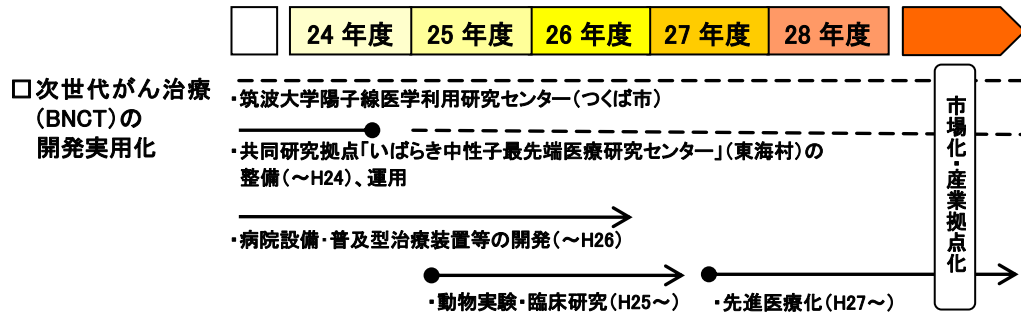 24 年度
25 年度
26 年度
27 年度
28 年度
□次世代がん治療
(BNCT)の
開発実用化
・筑波大学陽子線医学利用研究センター(つくば市)
・共同研究拠点「いばらき中性子最先端医療研究センター」(東海村)の
整備(~H24)、運用
・病院設備・普及型治療装置等の開発(~H26)
・動物実験・臨床研究(H25~)
・先進医療化(H27~)
市場化・産業拠点化